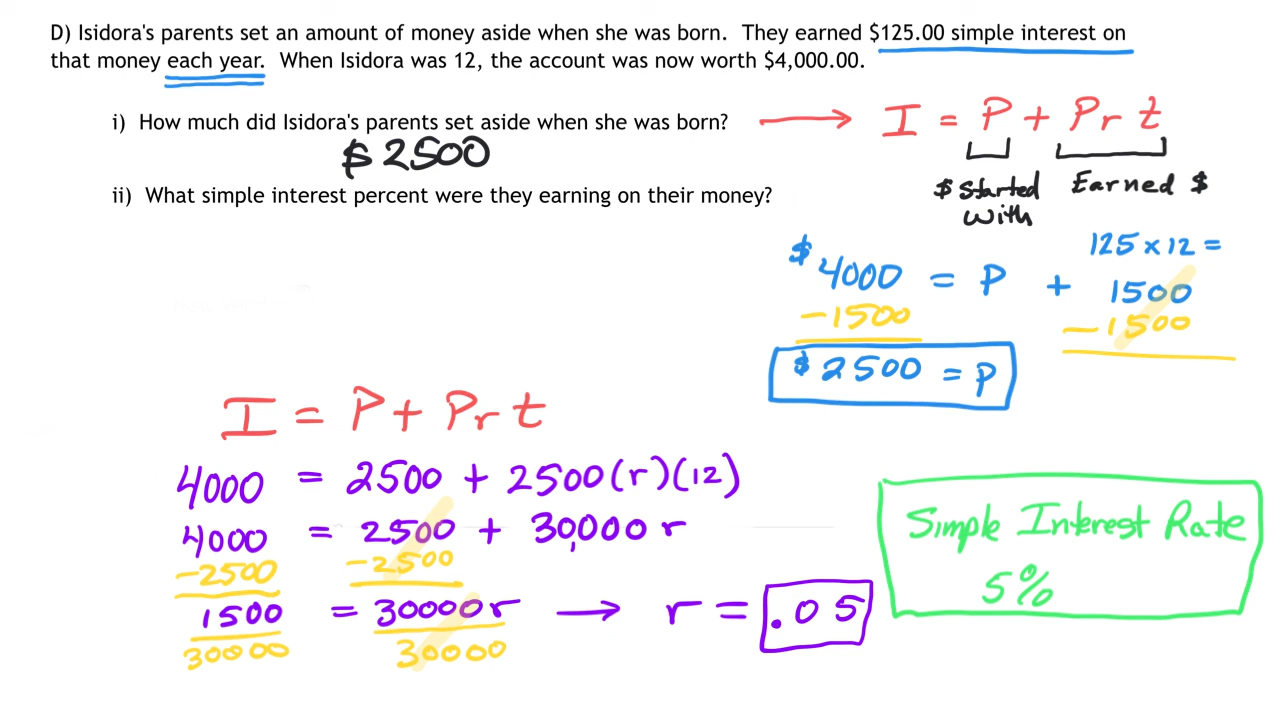 D) Isidora's parents set an amount of money aside when she was born. They earned $125.00 simple interest on
that money each year. When Isidora was 12, the account was now worth $4,000.00.
i) How much did Isidora's parents set aside when she was born?
I = P + Prt
$2500
$ Started with
Earned $
ii) What simple interest percent were they earning on their money?
125 x 12 =
$4000 = P + 1500
-1500 -1500
$2500 = P
I = P + Prt
4000 = 2500 + 2500(r)(12)
4000 = 2500 + 30,000r
-2500 -2500
1500 = 30000r → r = .05
30000 30000
Simple Interest Rate
5%